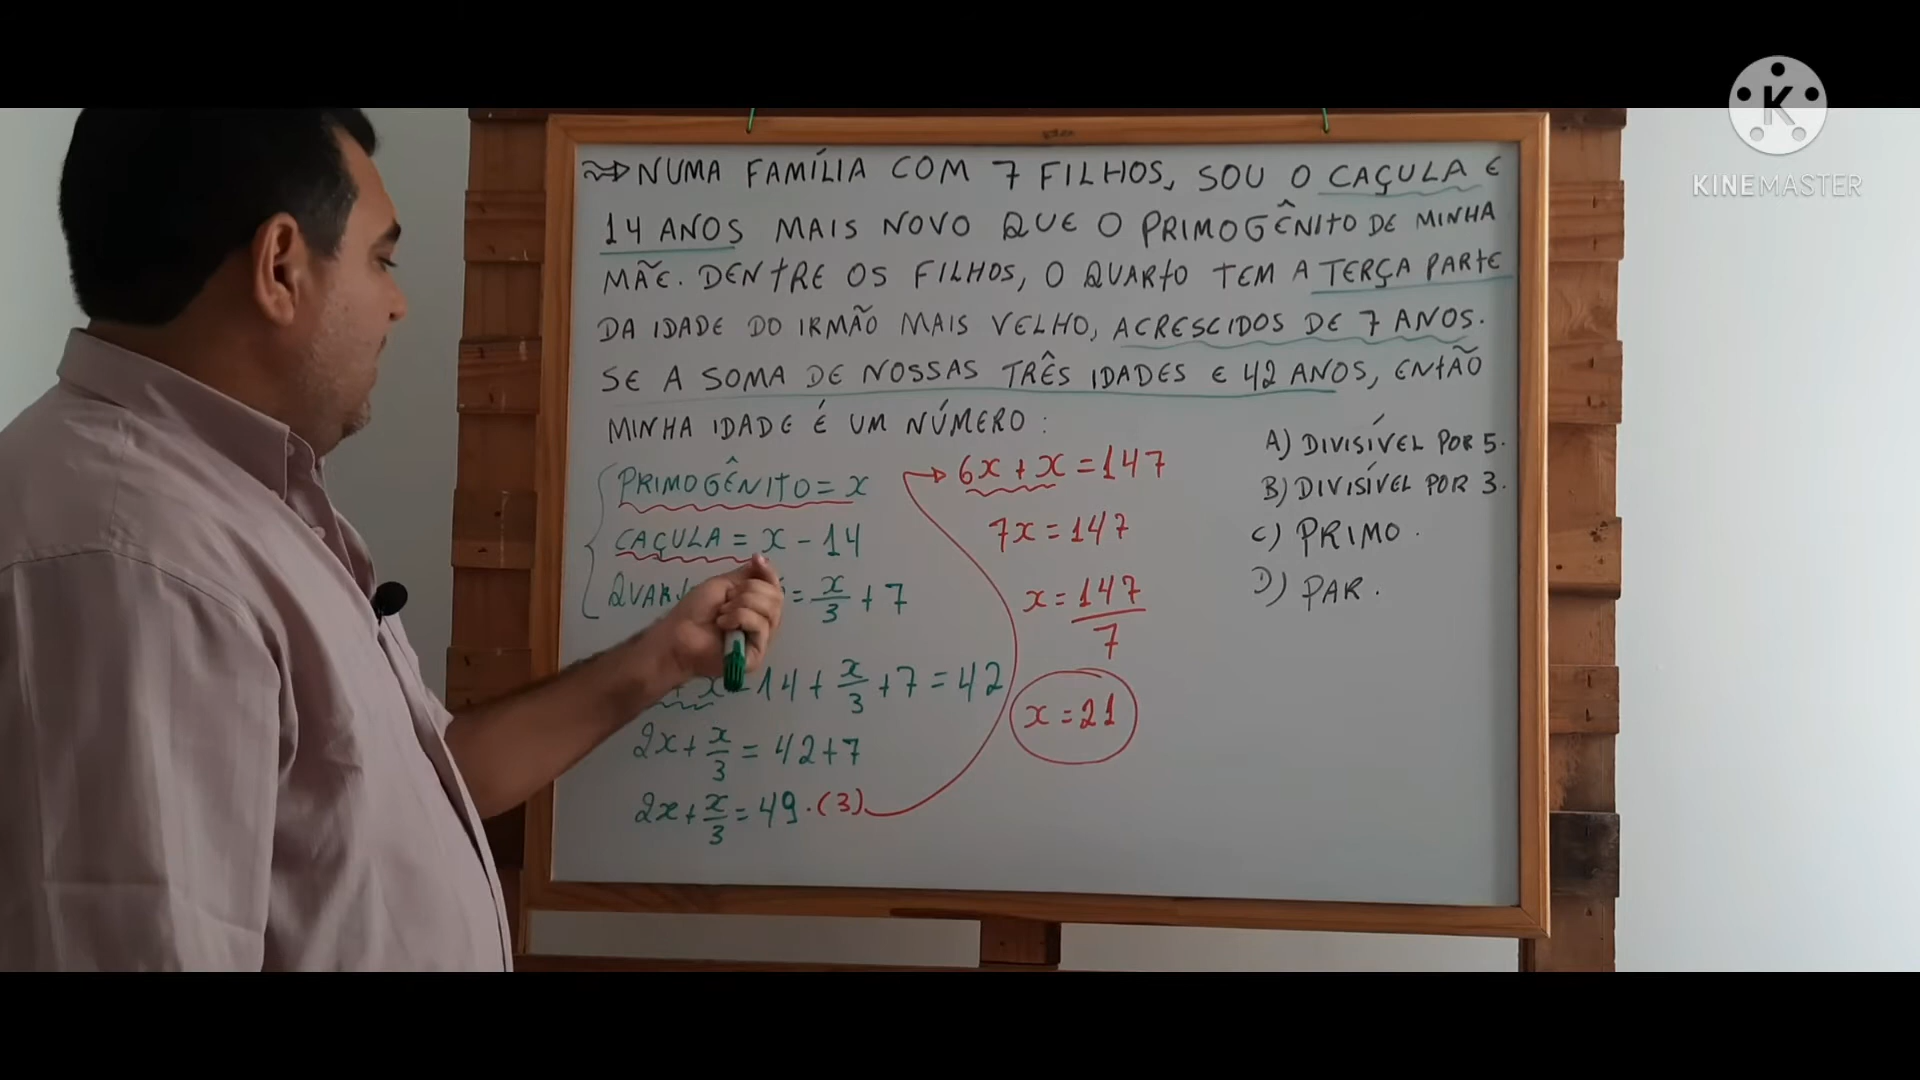 NUMA FAMÍLIA COM 7 FILHOS, SOU O CAÇULA E
14 ANOS MAIS NOVO QUE O PRIMOGÊNITO DE MINHA
MÃE. DENTRE OS FILHOS, O QUARTO TEM A TERÇA PARTE
DA IDADE DO IRMÃO MAIS VELHO, ACRESCIDOS DE 7 ANOS.
SE A SOMA DE NOSSAS TRÊS IDADES E 42 ANOS, ENTÃO
MINHA IDADE É UM NÚMERO:
PRIMOGÊNITO = x
CAÇULA = x - 14
= x/3 + 7
14 + x/3 + 7 = 42
2x + x/3 = 42 + 7
2x + x/3 = 49 · (3)
6x + x = 147
7x = 147
x = 147/7
x = 21
A) DIVISÍVEL POR 5.
B) DIVISÍVEL POR 3.
C) PRIMO.
D) PAR.
K
KINEMASTER